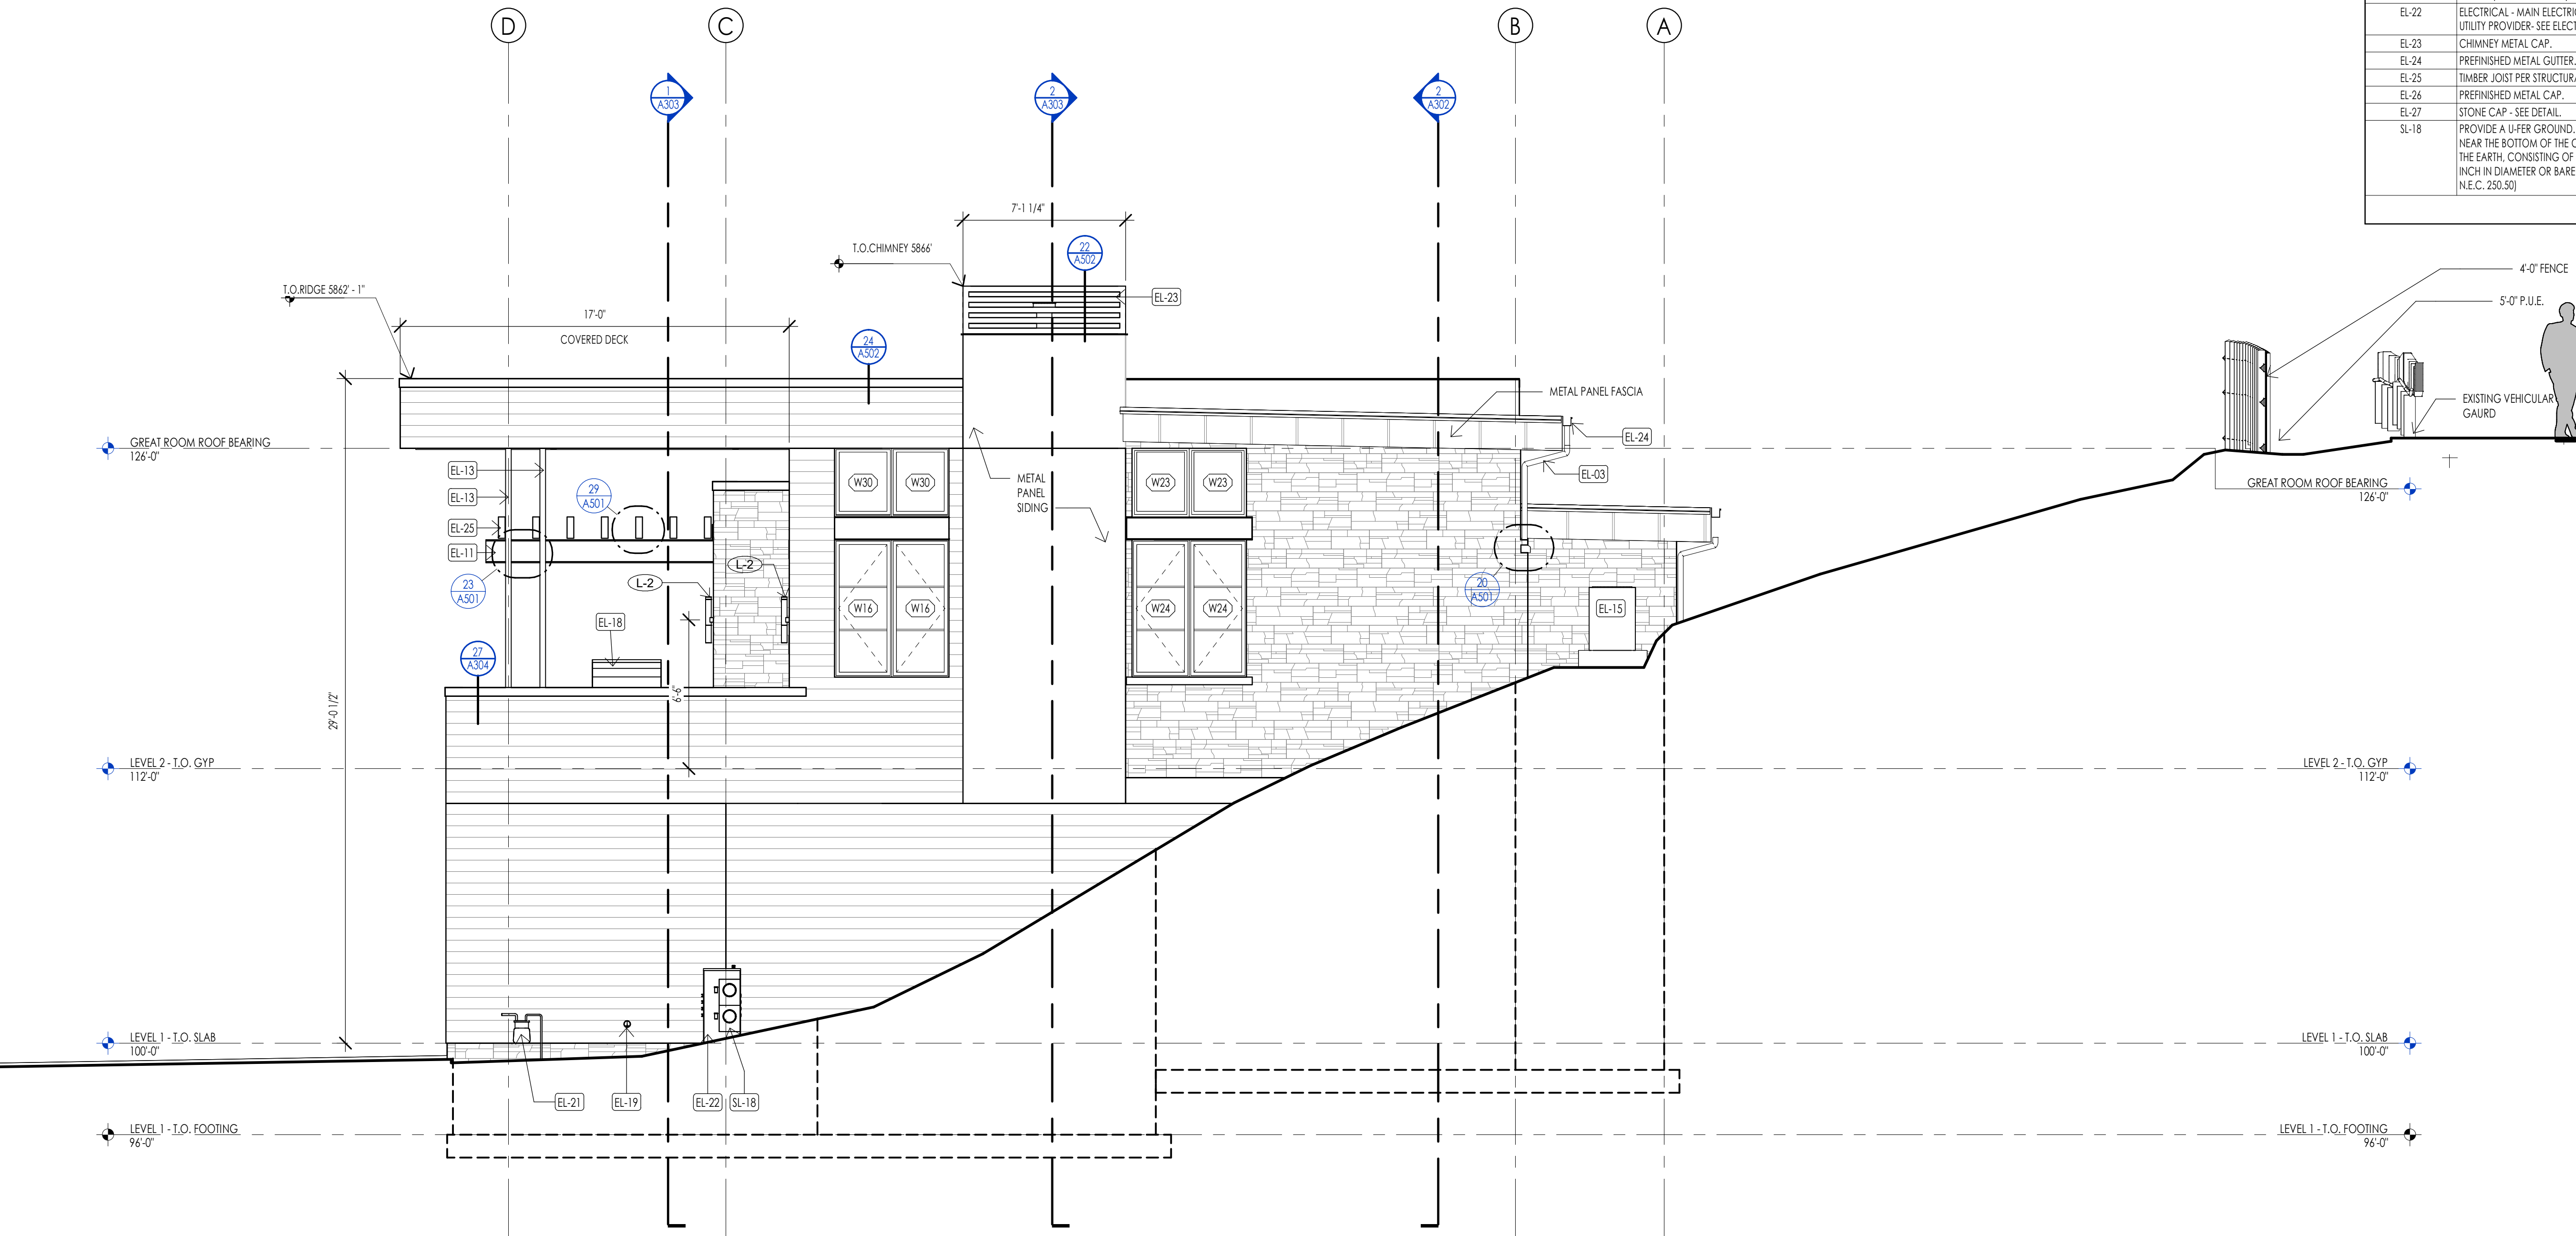 D
C
B
A
EL-22
ELECTRICAL - MAIN
UTILITY PROVIDER- SEE
EL-23
CHIMNEY METAL CAP.
EL-24
PREFINISHED METAL GUTTER.
EL-25
TIMBER JOIST PER
EL-26
PREFINISHED METAL CAP.
EL-27
STONE CAP - SEE DETAIL.
SL-18
PROVIDE A U-FER GROUND.
NEAR THE BOTTOM OF THE
THE EARTH, CONSISTING OF
INCH IN DIAMETER OR BARE
N.E.C. 250.50)
1
A303
2
A303
2
A302
7'-1 1/4"
T.O.CHIMNEY 5866'
22
A502
EL-23
T.O.RIDGE 5862' - 1"
17'-0"
COVERED DECK
24
A502
4'-0" FENCE
5'-0" P.U.E.
METAL PANEL FASCIA
EXISTING VEHICULAR
GAURD
EL-24
EL-03
GREAT ROOM ROOF BEARING
126'-0"
EL-13
EL-13
EL-25
EL-11
29
A501
23
A501
L-2
L-2
W30
W30
METAL
PANEL
SIDING
W23
W23
GREAT ROOM ROOF BEARING
126'-0"
20
A501
W16
W16
W24
W24
EL-15
EL-18
27
A304
6'-6"
29'-0 1/2"
LEVEL 2 - T.O. GYP
112'-0"
LEVEL 2 - T.O. GYP
112'-0"
LEVEL 1 - T.O. SLAB
100'-0"
LEVEL 1 - T.O. SLAB
100'-0"
EL-21
EL-19
EL-22
SL-18
LEVEL 1 - T.O. FOOTING
96'-0"
LEVEL 1 - T.O. FOOTING
96'-0"